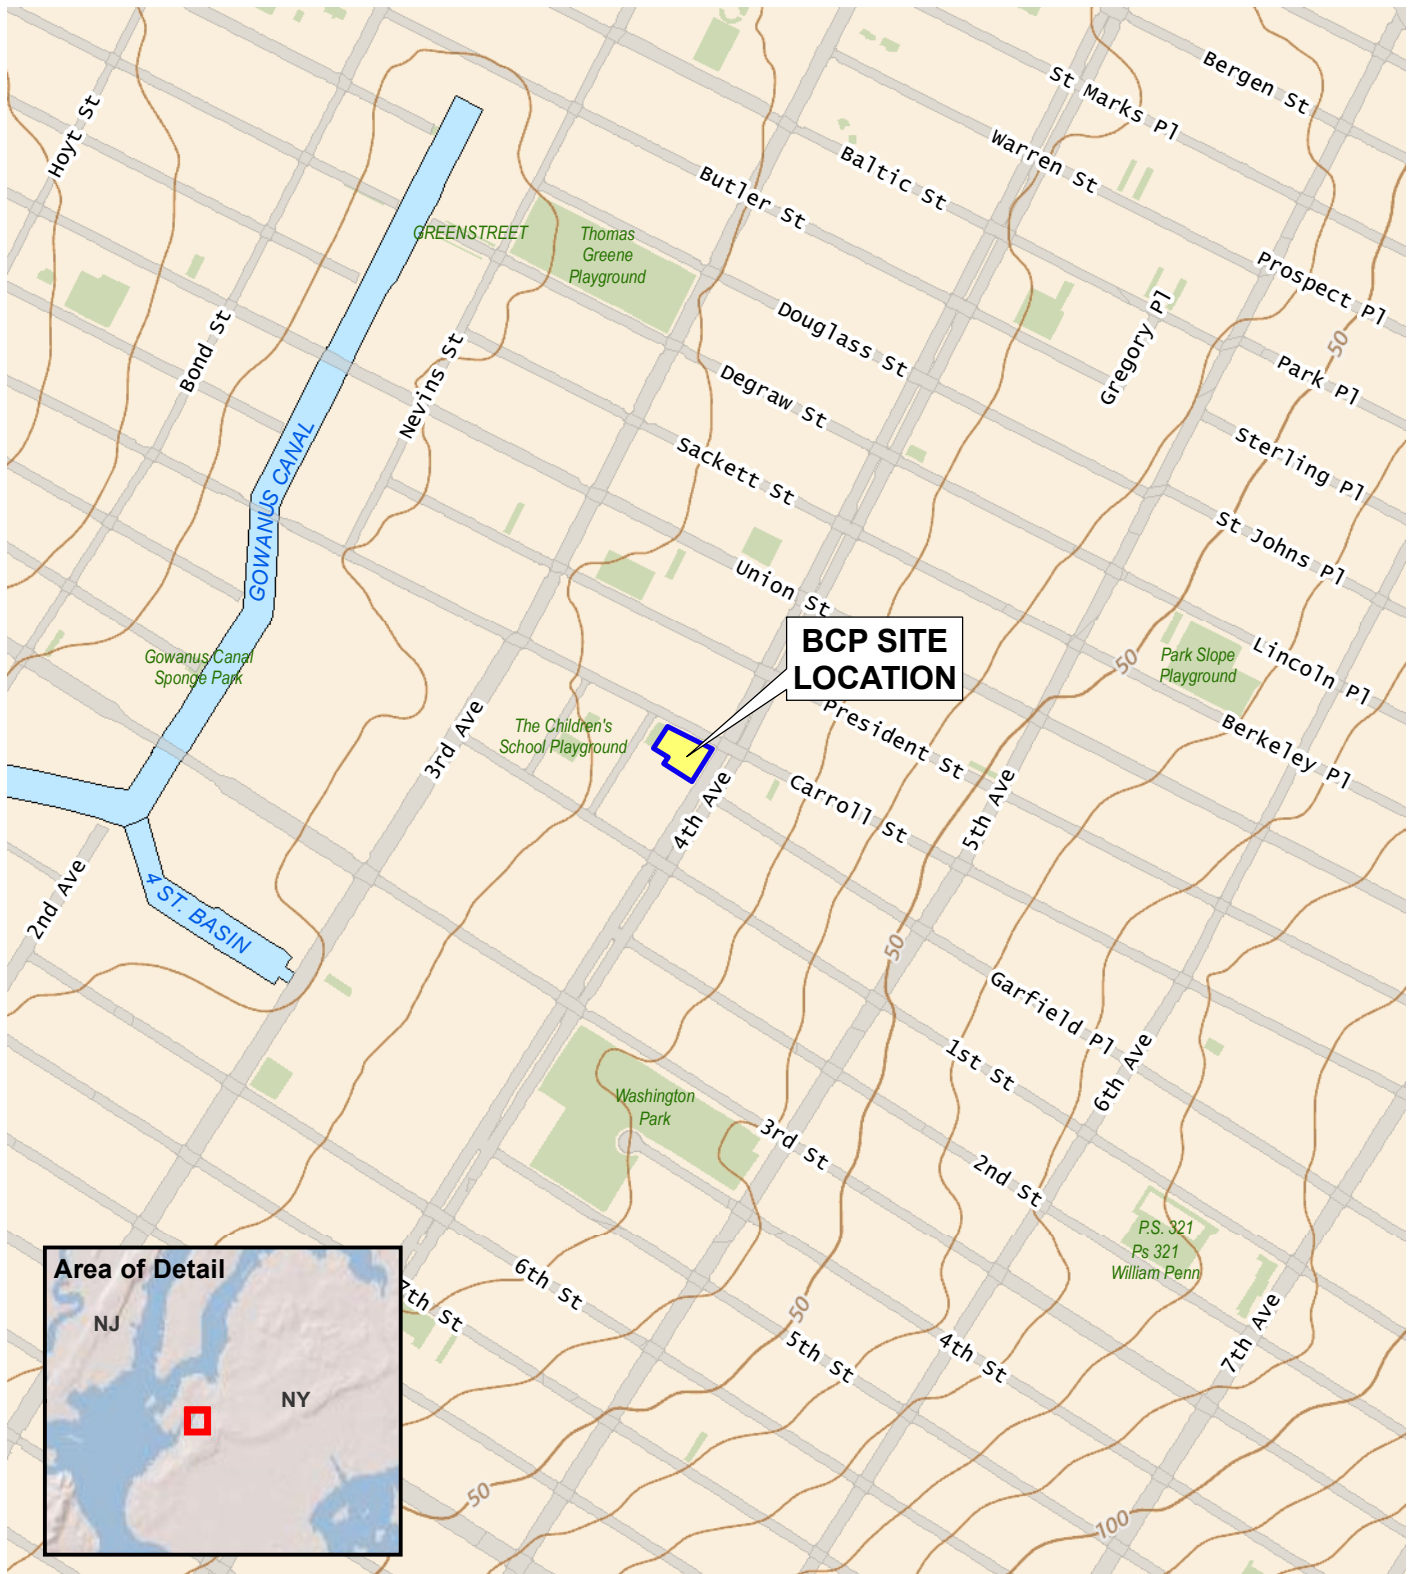 Bergen St
St Marks Pl
Warren St
Hoyt St
Baltic St
Butler St
GREENSTREET
Thomas
Greene
Playground
Prospect Pl
Gregory Pl
50
Douglass St
Bond St
Nevins St
Park Pl
Degraw St
Sterling Pl
Sackett St
GOWANUS CANAL
St Johns Pl
Union St
BCP SITE
LOCATION
Gowanus Canal
Sponge Park
50
Park Slope
Playground
Lincoln Pl
3rd Ave
The Children's
School Playground
President St
Berkeley Pl
4th Ave
Carroll St
5th Ave
2nd Ave
4 ST. BASIN
50
Garfield Pl
1st St
6th Ave
Washington
Park
3rd St
2nd St
P.S. 321
Ps 321
William Penn
Area of Detail
NJ
NY
7th St
6th St
50
5th St
4th St
7th Ave
50
100